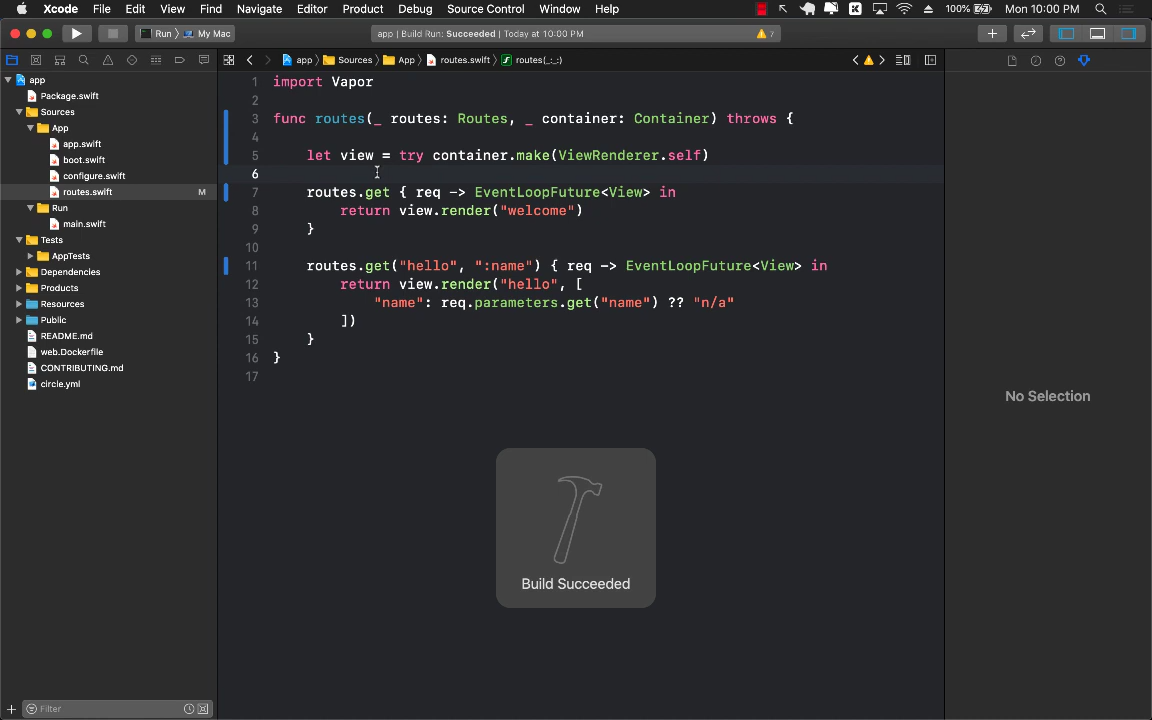 Xcode File Edit View Find Navigate Editor Product Debug Source Control Window Help 100% Mon 10:00 PM
Run My Mac app | Build Run: Succeeded | Today at 10:00 PM 7
app Sources App routes.swift routes(_:_:)
app
Package.swift
Sources
App
app.swift
boot.swift
configure.swift
routes.swift M
Run
main.swift
Tests
AppTests
Dependencies
Products
Resources
Public
README.md
web.Dockerfile
CONTRIBUTING.md
circle.yml
Filter
1 import Vapor
2
3 func routes(_ routes: Routes, _ container: Container) throws {
4
5 let view = try container.make(ViewRenderer.self)
6
7 routes.get { req -> EventLoopFuture<View> in
8 return view.render("welcome")
9 }
10
11 routes.get("hello", ":name") { req -> EventLoopFuture<View> in
12 return view.render("hello", [
13 "name": req.parameters.get("name") ?? "n/a"
14 ])
15 }
16 }
17
Build Succeeded
No Selection